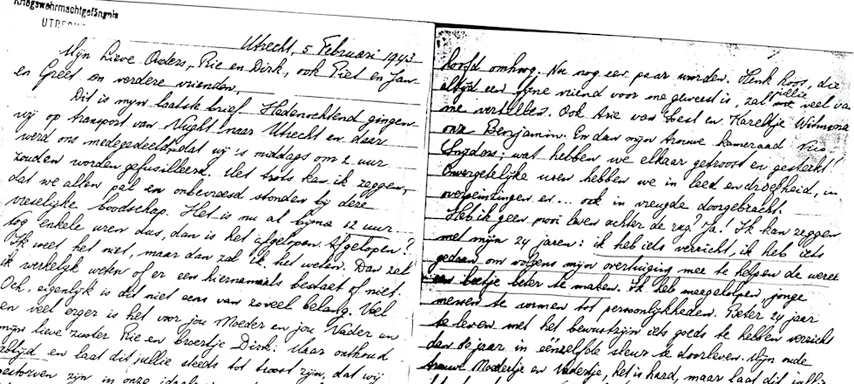 Kriegswehrmachtgefängnis
UTRECHT
Utrecht, 5 Februari 1943
Mijn Lieve Ouders, Rie en Dirk, ook Piet en Jan
en Greet en verdere vrienden,
Dit is mijn laatste brief. Hedenochtend gingen
wij op transport van Vught naar Utrecht en daar
werd ons medegedeeld dat wij 's middags om 2 uur
zouden worden gefusilleerd. Met trots kan ik zeggen,
dat we allen pal en onbevreesd stonden bij deze
vreselijke boodschap. Het is nu al bijna 12 uur
nog enkele uren dus, dan is het afgelopen. Afgelopen?
Ik weet het niet, maar dan zal ik het weten. Dan zal
ik werkelijk weten of er een hiernamaals bestaat of niet.
Och, eigenlijk is dit niet eens van zoveel belang. Veel
en veel erger is het voor jou Moeder en jou Vader en
mijn lieve zuster Rie en broertje Dirk. Maar onthoud
altijd en laat dit jullie steeds tot troost zijn, dat wij
gestorven zijn in onze
hoofd omhoog. Nu nog een paar woorden. Henk Roos, die
altijd een fijne vriend voor me geweest is, zal jullie veel van
me vertellen. Ook Arie van Driest en Kareltje
onze Benjamin. En dan mijn trouwe kameraad
Snijders: wat hebben we elkaar getroost en gesterkt!
Onvergetelijke uren hebben we in leed en droefheid, in
overpeinzingen en... ook in vreugde doorgebracht.
Heb ik geen mooi leven achter de rug? Ja! Ik kan zeggen
met mijn 24 jaren: ik heb iets verricht, ik heb iets
gedaan om volgens mijn overtuiging mee te helpen de wereld
een beetje beter te maken. Ik heb meegeholpen, jonge
mensen te vormen tot persoonlijkheden. Beter 24 jaar
te leven met het bewustzijn iets goeds te hebben verricht
dan 80 jaar in éénzelfde sleur te doorleven. Mijn oude
trouwe Moedertje en Vadertje, het is hard, maar laat dit jullie